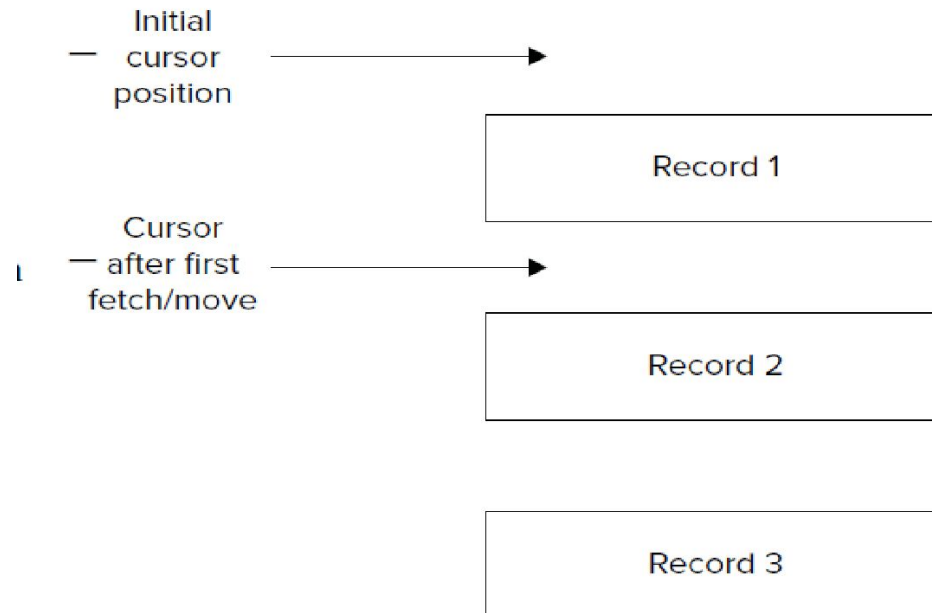 Initial
— cursor
position
Record 1
Cursor
— after first
fetch/move
Record 2
Record 3